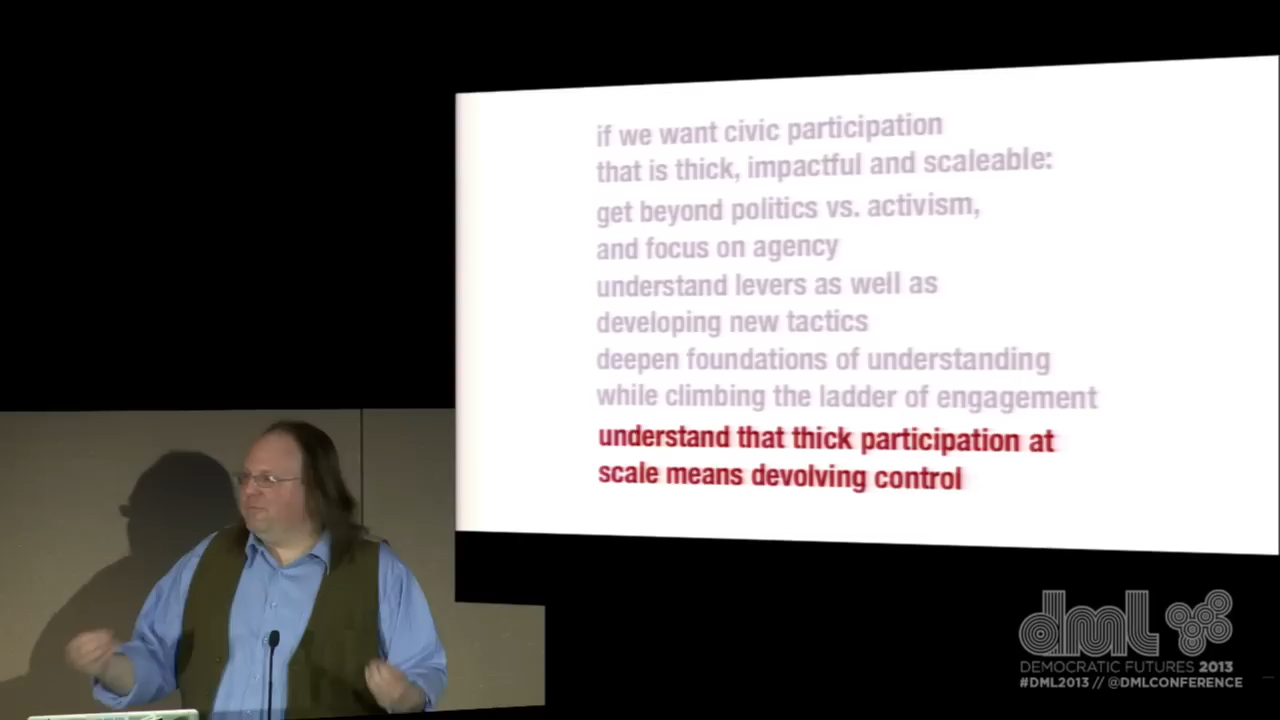 if we want civic participation
that is thick, impactful and scaleable:
get beyond politics vs. activism,
and focus on agency
understand levers as well as
developing new tactics
deepen foundations of understanding
while climbing the ladder of engagement
understand that thick participation at
scale means devolving control
dml
DEMOCRATIC FUTURES 2013
#DML2013 // @DMLCONFERENCE